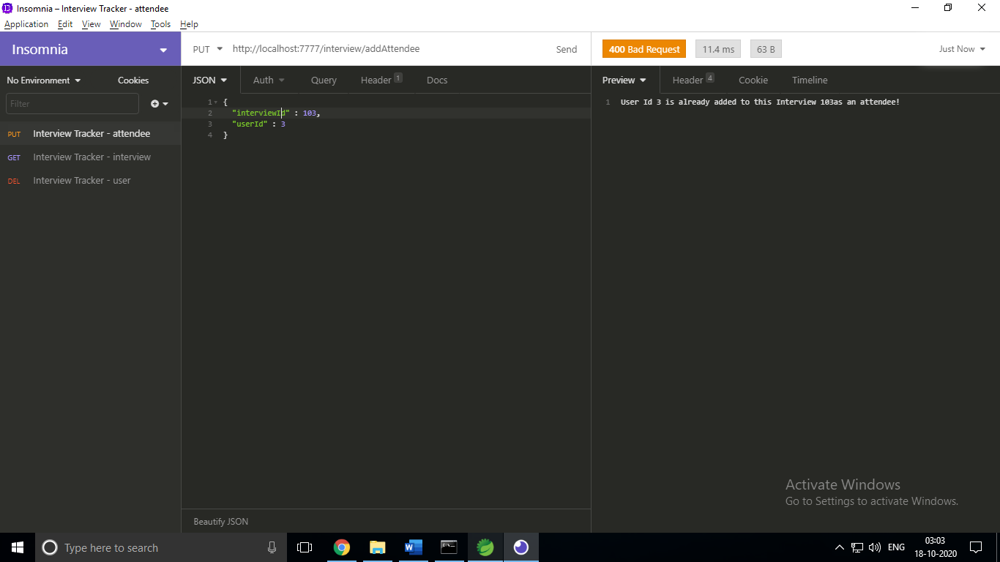 Insomnia – Interview Tracker - attendee
Application Edit View Window Tools Help
Insomnia
PUT http://localhost:7777/interview/addAttendee Send
400 Bad Request 11.4 ms 63 B Just Now
No Environment Cookies
JSON Auth Query Header 1 Docs
Preview Header 4 Cookie Timeline
Filter
PUT Interview Tracker - attendee
GET Interview Tracker - interview
DEL Interview Tracker - user
1 {
2 "interviewId" : 103,
3 "userId" : 3
4 }
1 User Id 3 is already added to this Interview 103as an attendee!
Beautify JSON
Activate Windows
Go to Settings to activate Windows.
Type here to search
W
C:\.
ENG
03:03
18-10-2020